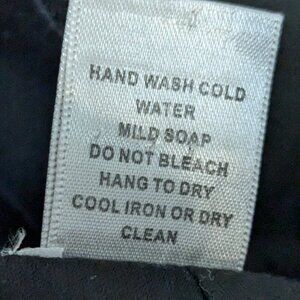 HAND WASH COLD
WATER
MILD SOAP
DO NOT BLEACH
HANG TO DRY
COOL IRON OR DRY
CLEAN